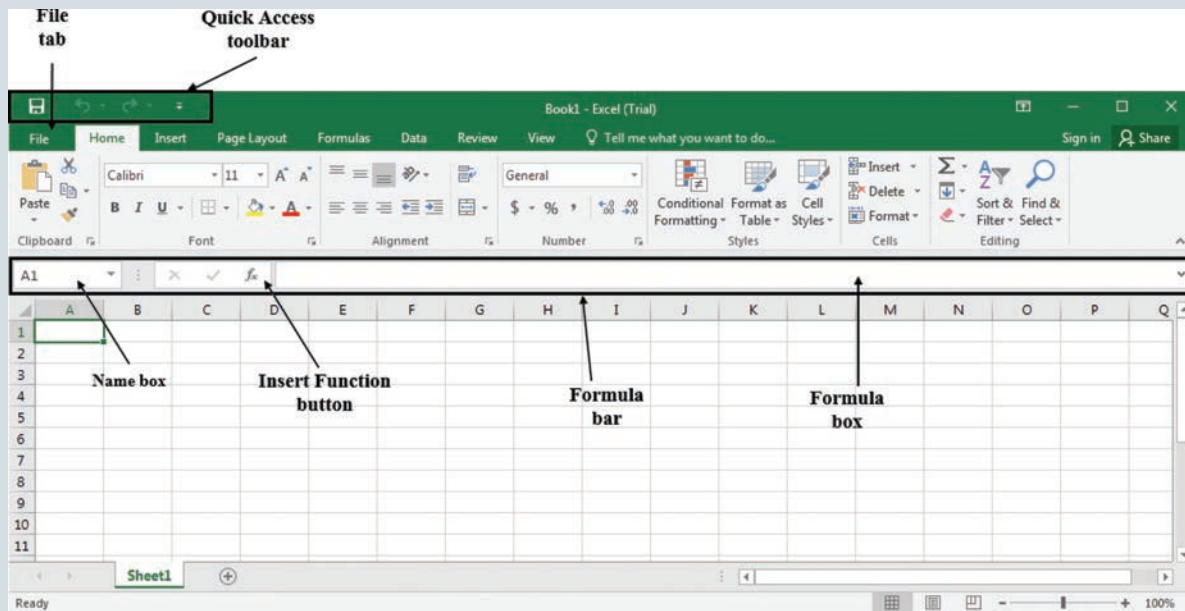 File
tab
Quick Access
toolbar
Book1 - Excel (Trial)
File Home Insert Page Layout Formulas Data Review View Tell me what you want to do... Sign in Share
Calibri 11 A A General Insert
Paste B I U A $ % , Conditional Format as Cell Delete Sort & Find &
Formatting Table Styles Format Filter Select
Clipboard Font Alignment Number Styles Cells Editing
A1 fx
A B C D E F G H I J K L M N O P Q
1
2
3
4
5
6
7
8
9
10
11
Name box
Insert Function
button
Formula
bar
Formula
box
Sheet1
Ready 100%